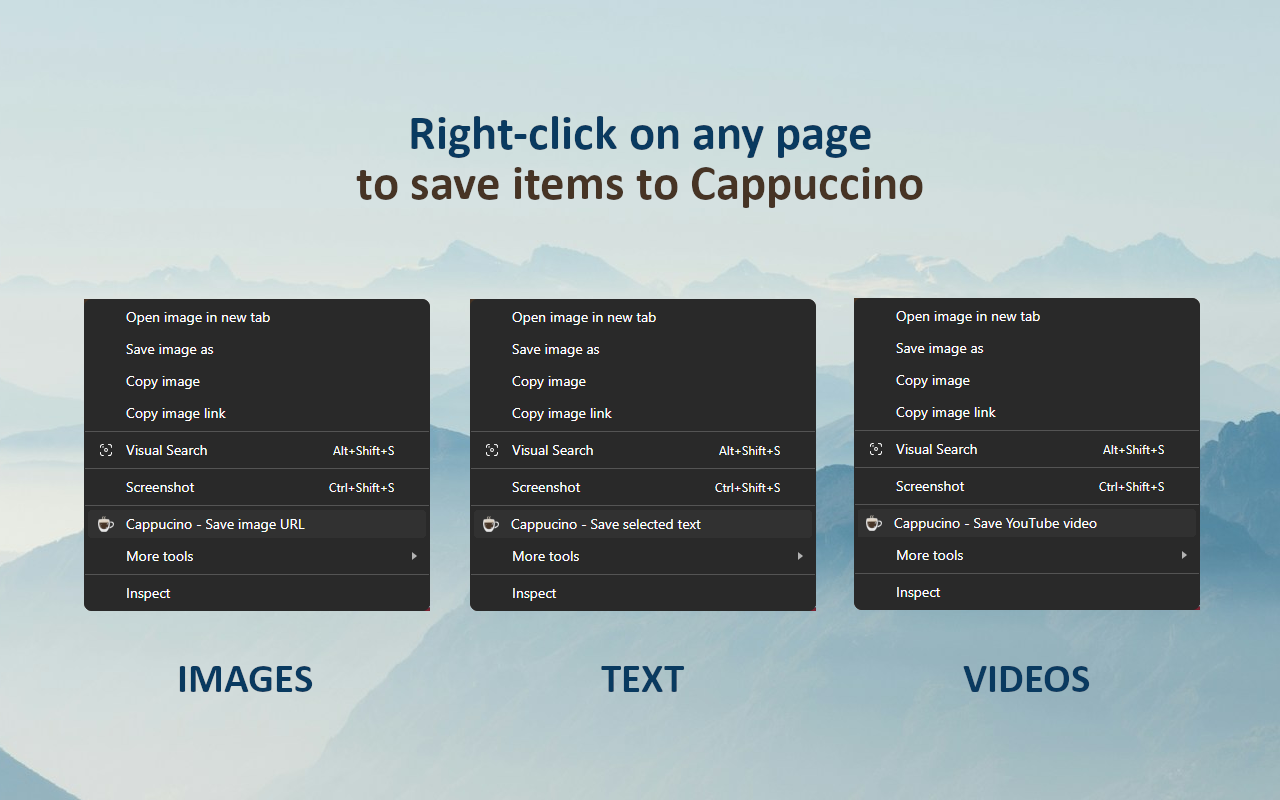 Right-click on any page
to save items to Cappuccino
Open image in new tab
Save image as
Copy image
Copy image link
Visual Search Alt+Shift+S
Screenshot Ctrl+Shift+S
Cappucino - Save image URL
More tools
Inspect
IMAGES
Open image in new tab
Save image as
Copy image
Copy image link
Visual Search Alt+Shift+S
Screenshot Ctrl+Shift+S
Cappucino - Save selected text
More tools
Inspect
TEXT
Open image in new tab
Save image as
Copy image
Copy image link
Visual Search Alt+Shift+S
Screenshot Ctrl+Shift+S
Cappucino - Save YouTube video
More tools
Inspect
VIDEOS